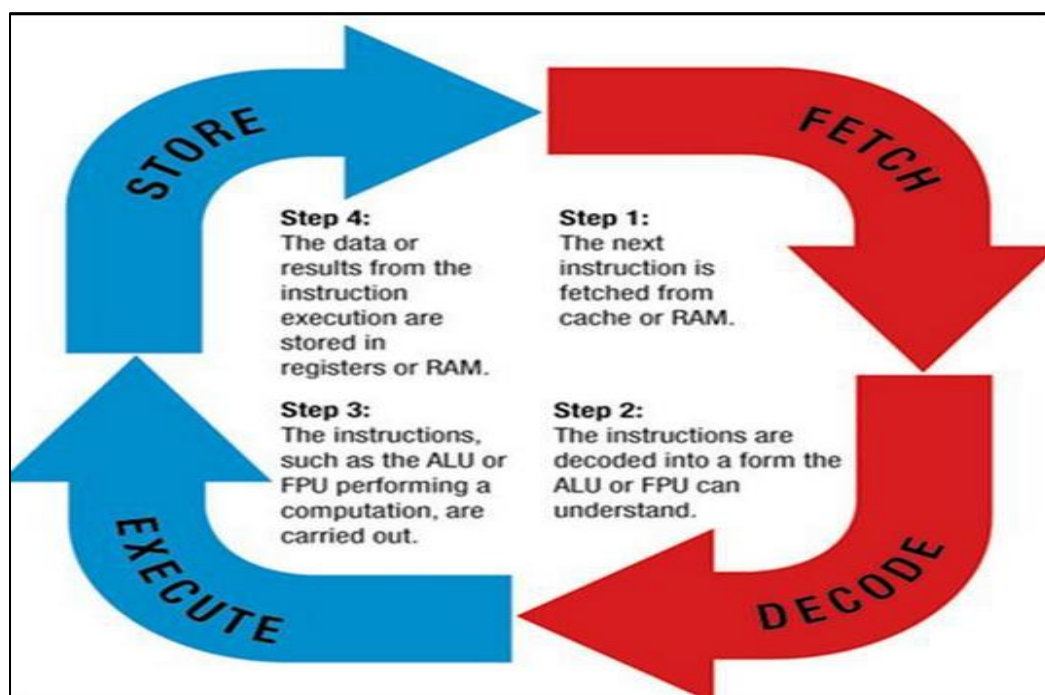 STORE
FETCH
Step 4:
The data or
results from the
instruction
execution are
stored in
registers or RAM.
Step 1:
The next
instruction is
fetched from
cache or RAM.
Step 3:
The instructions,
such as the ALU or
FPU performing a
computation, are
carried out.
Step 2:
The instructions are
decoded into a form the
ALU or FPU can
understand.
EXECUTE
DECODE